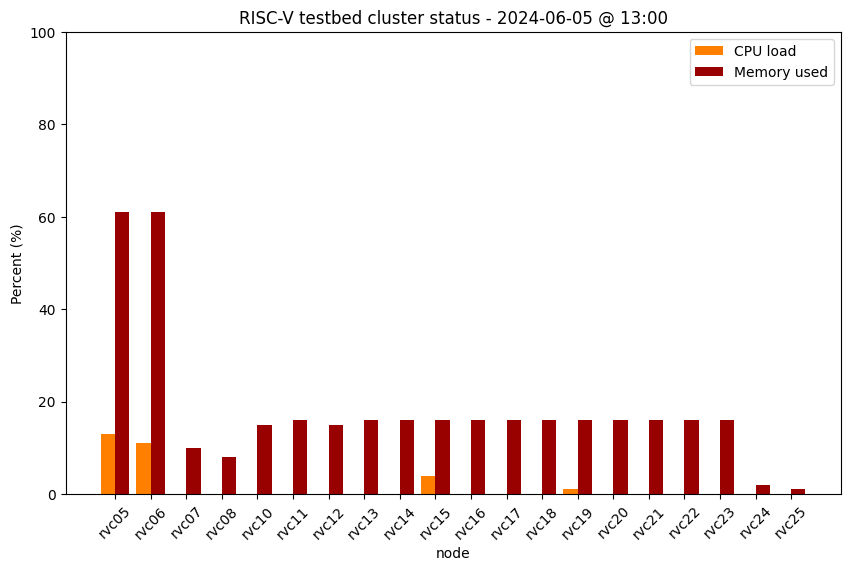 RISC-V testbed cluster status - 2024-06-05 @ 13:00
CPU load
Memory used
Percent (%)
100
80
60
40
20
0
rvc05 rvc06 rvc07 rvc08 rvc10 rvc11 rvc12 rvc13 rvc14 rvc15 rvc16 rvc17 rvc18 rvc19 rvc20 rvc21 rvc22 rvc23 rvc24 rvc25
node